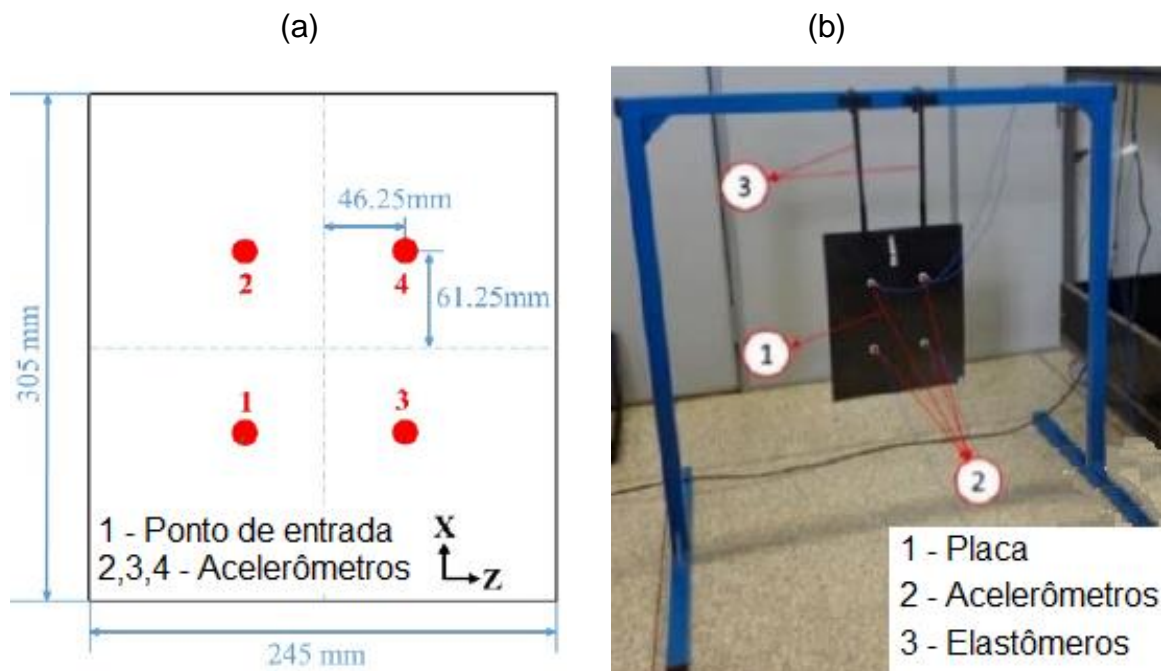 (a)
(b)
46.25mm
2
4
61.25mm
305 mm
1
3
1 - Ponto de entrada
2,3,4 - Acelerômetros
X
Z
245 mm
3
1
2
1 - Placa
2 - Acelerômetros
3 - Elastômeros